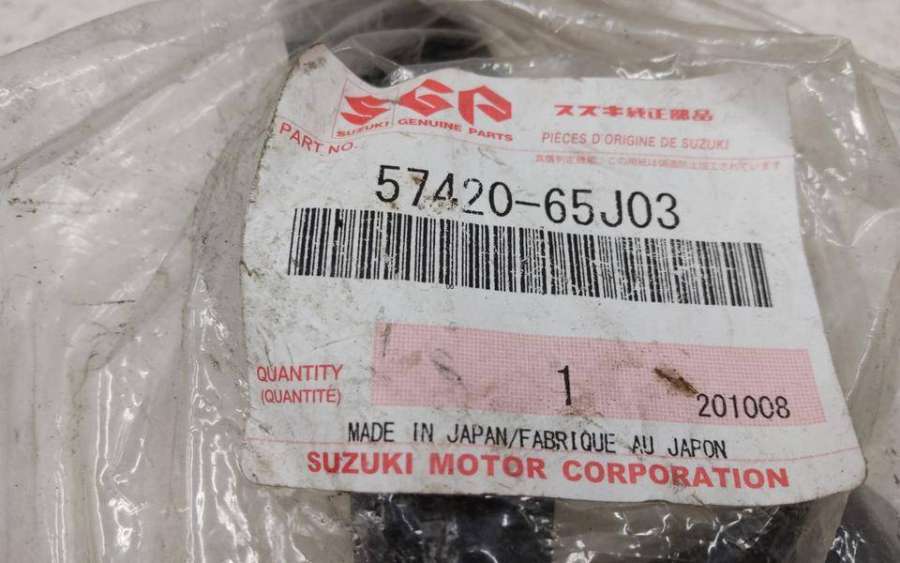 SGP
SUZUKI GENUINE PARTS
スズキ純正部品
PIÈCES D'ORIGINE DE SUZUKI
PART NO.
57420-65J03
QUANTITY
(QUANTITÉ)
1
201008
MADE IN JAPAN/FABRIQUE AU JAPON
SUZUKI MOTOR CORPORATION